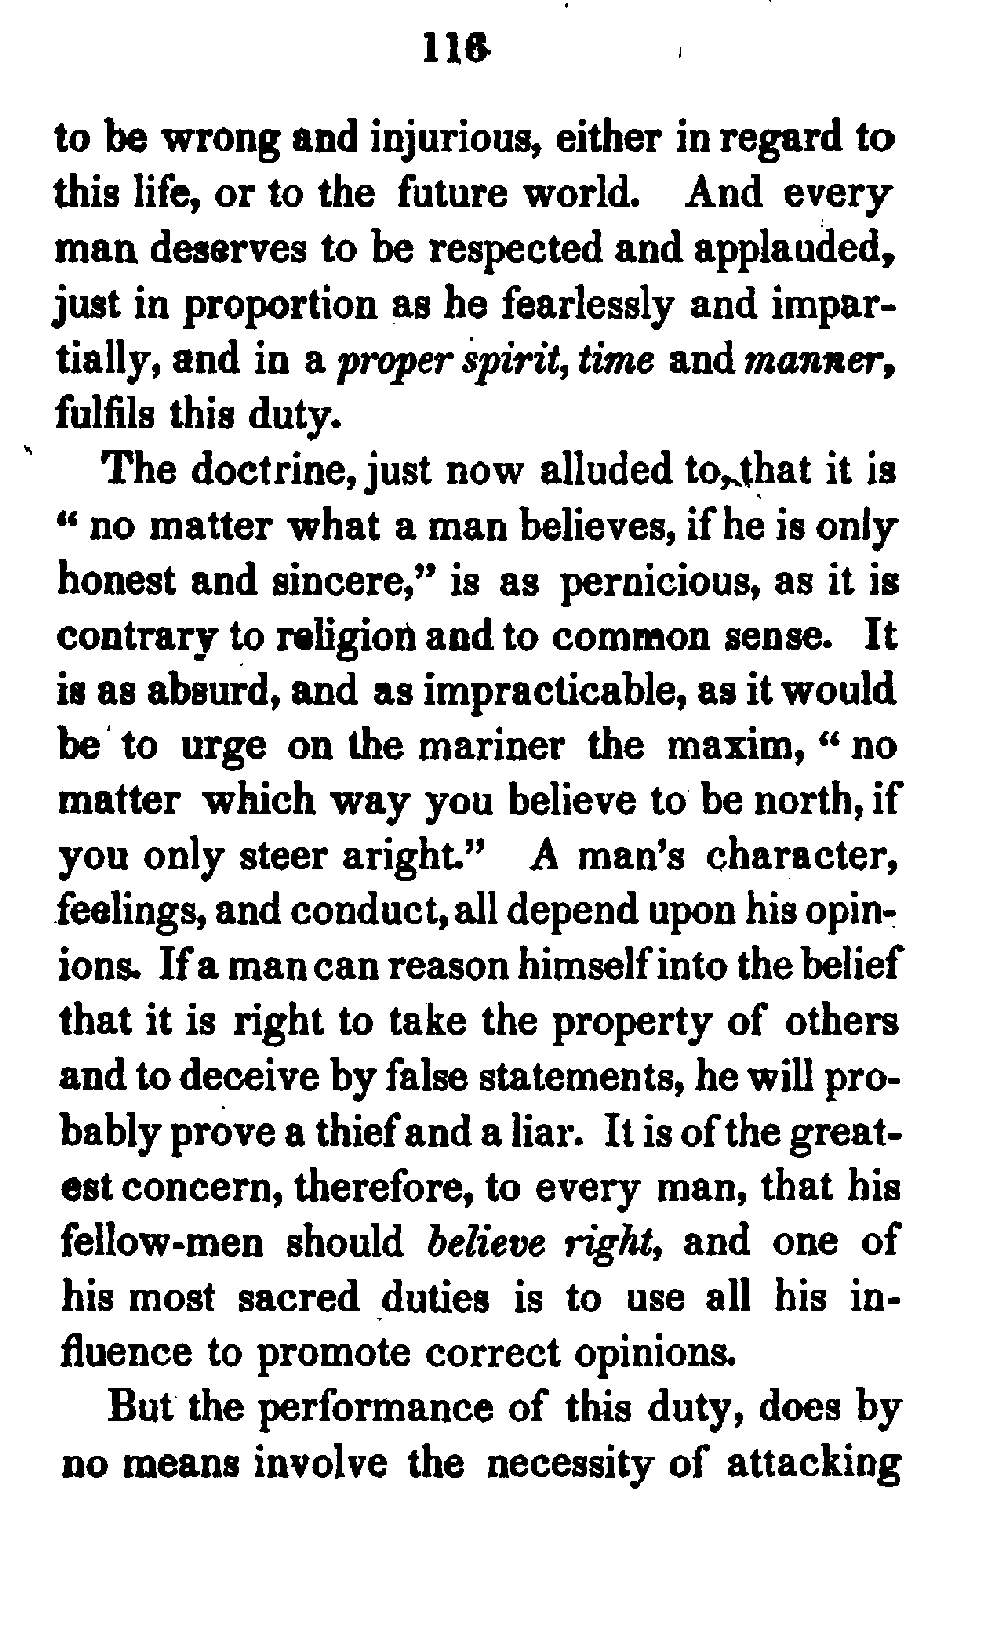 116
to be wrong and injurious, either in regard to
this life, or to the future world. And every
man deserves to be respected and applauded,
just in proportion as he fearlessly and impar-
tially, and in a proper spirit, time and manner,
fulfils this duty.
The doctrine, just now alluded to, that it is
“ no matter what a man believes, if he is only
honest and sincere,” is as pernicious, as it is
contrary to religion and to common sense. It
is as absurd, and as impracticable, as it would
be to urge on the mariner the maxim, “ no
matter which way you believe to be north, if
you only steer aright.” A man’s character,
feelings, and conduct, all depend upon his opin-
ions. If a man can reason himself into the belief
that it is right to take the property of others
and to deceive by false statements, he will pro-
bably prove a thief and a liar. It is of the great-
est concern, therefore, to every man, that his
fellow-men should believe right, and one of
his most sacred duties is to use all his in-
fluence to promote correct opinions.
But the performance of this duty, does by
no means involve the necessity of attacking